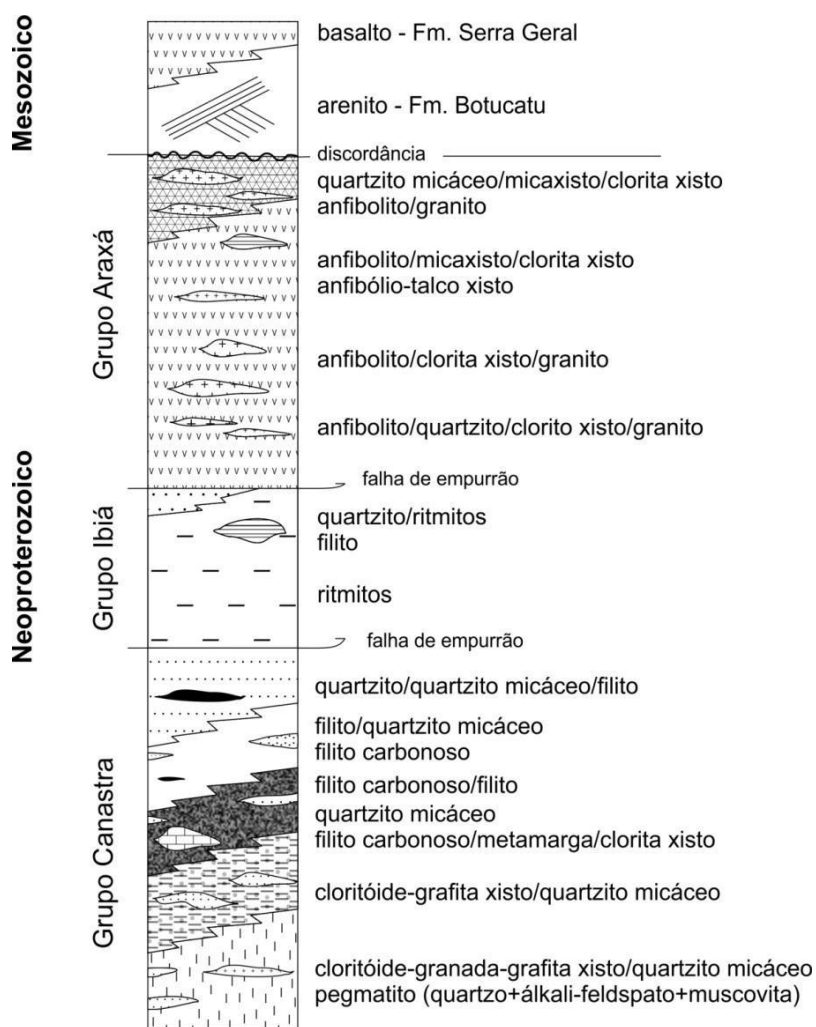 Mesozoico
basalto - Fm. Serra Geral
arenito - Fm. Botucatu
discordância
Grupo Araxá
quartzito micáceo/micaxisto/clorita xisto
anfibolito/granito
anfibolito/micaxisto/clorita xisto
anfibólio-talco xisto
anfibolito/clorita xisto/granito
anfibolito/quartzito/clorito xisto/granito
falha de empurrão
Neoproterozoico
Grupo Ibiá
quartzito/ritmitos
filito
ritmitos
falha de empurrão
Grupo Canastra
quartzito/quartzito micáceo/filito
filito/quartzito micáceo
filito carbonoso
filito carbonoso/filito
quartzito micáceo
filito carbonoso/metamarga/clorita xisto
cloritóide-grafita xisto/quartzito micáceo
cloritóide-granada-grafita xisto/quartzito micáceo
pegmatito (quartzo+álkali-feldspato+muscovita)